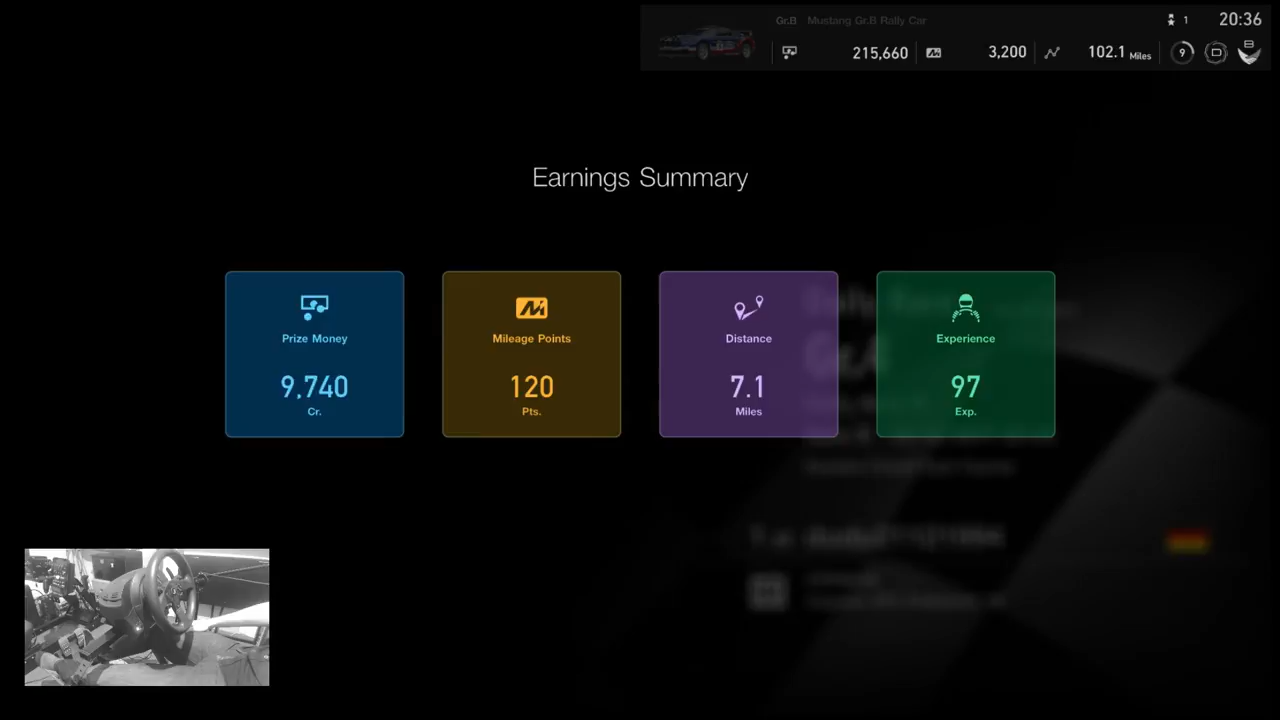 Gr.B Mustang Gr.B Rally Car
1
20:36
215,660
3,200
102.1 Miles
9
D
B
Earnings Summary
Prize Money
9,740
Cr.
Mileage Points
120
Pts.
Distance
7.1
Miles
Experience
97
Exp.